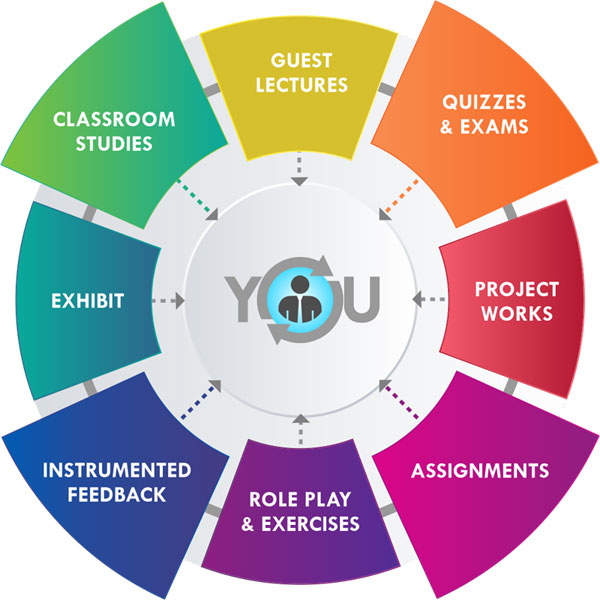 GUEST
LECTURES
QUIZZES
& EXAMS
PROJECT
WORKS
ASSIGNMENTS
ROLE PLAY
& EXERCISES
INSTRUMENTED
FEEDBACK
EXHIBIT
CLASSROOM
STUDIES
YOU